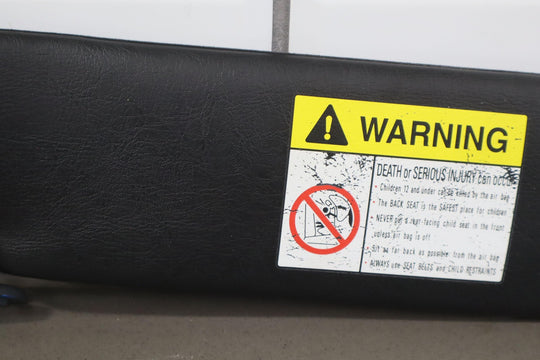 WARNING
DEATH or SERIOUS INJURY can occur
· Children 12 and under can be killed by the air bag
· The BACK SEAT is the SAFEST place for children
· NEVER put a rear-facing child seat in the front
unless air bag is off
· Sit as far back as possible from the air bag
· ALWAYS use SEAT BELTS and CHILD RESTRAINTS